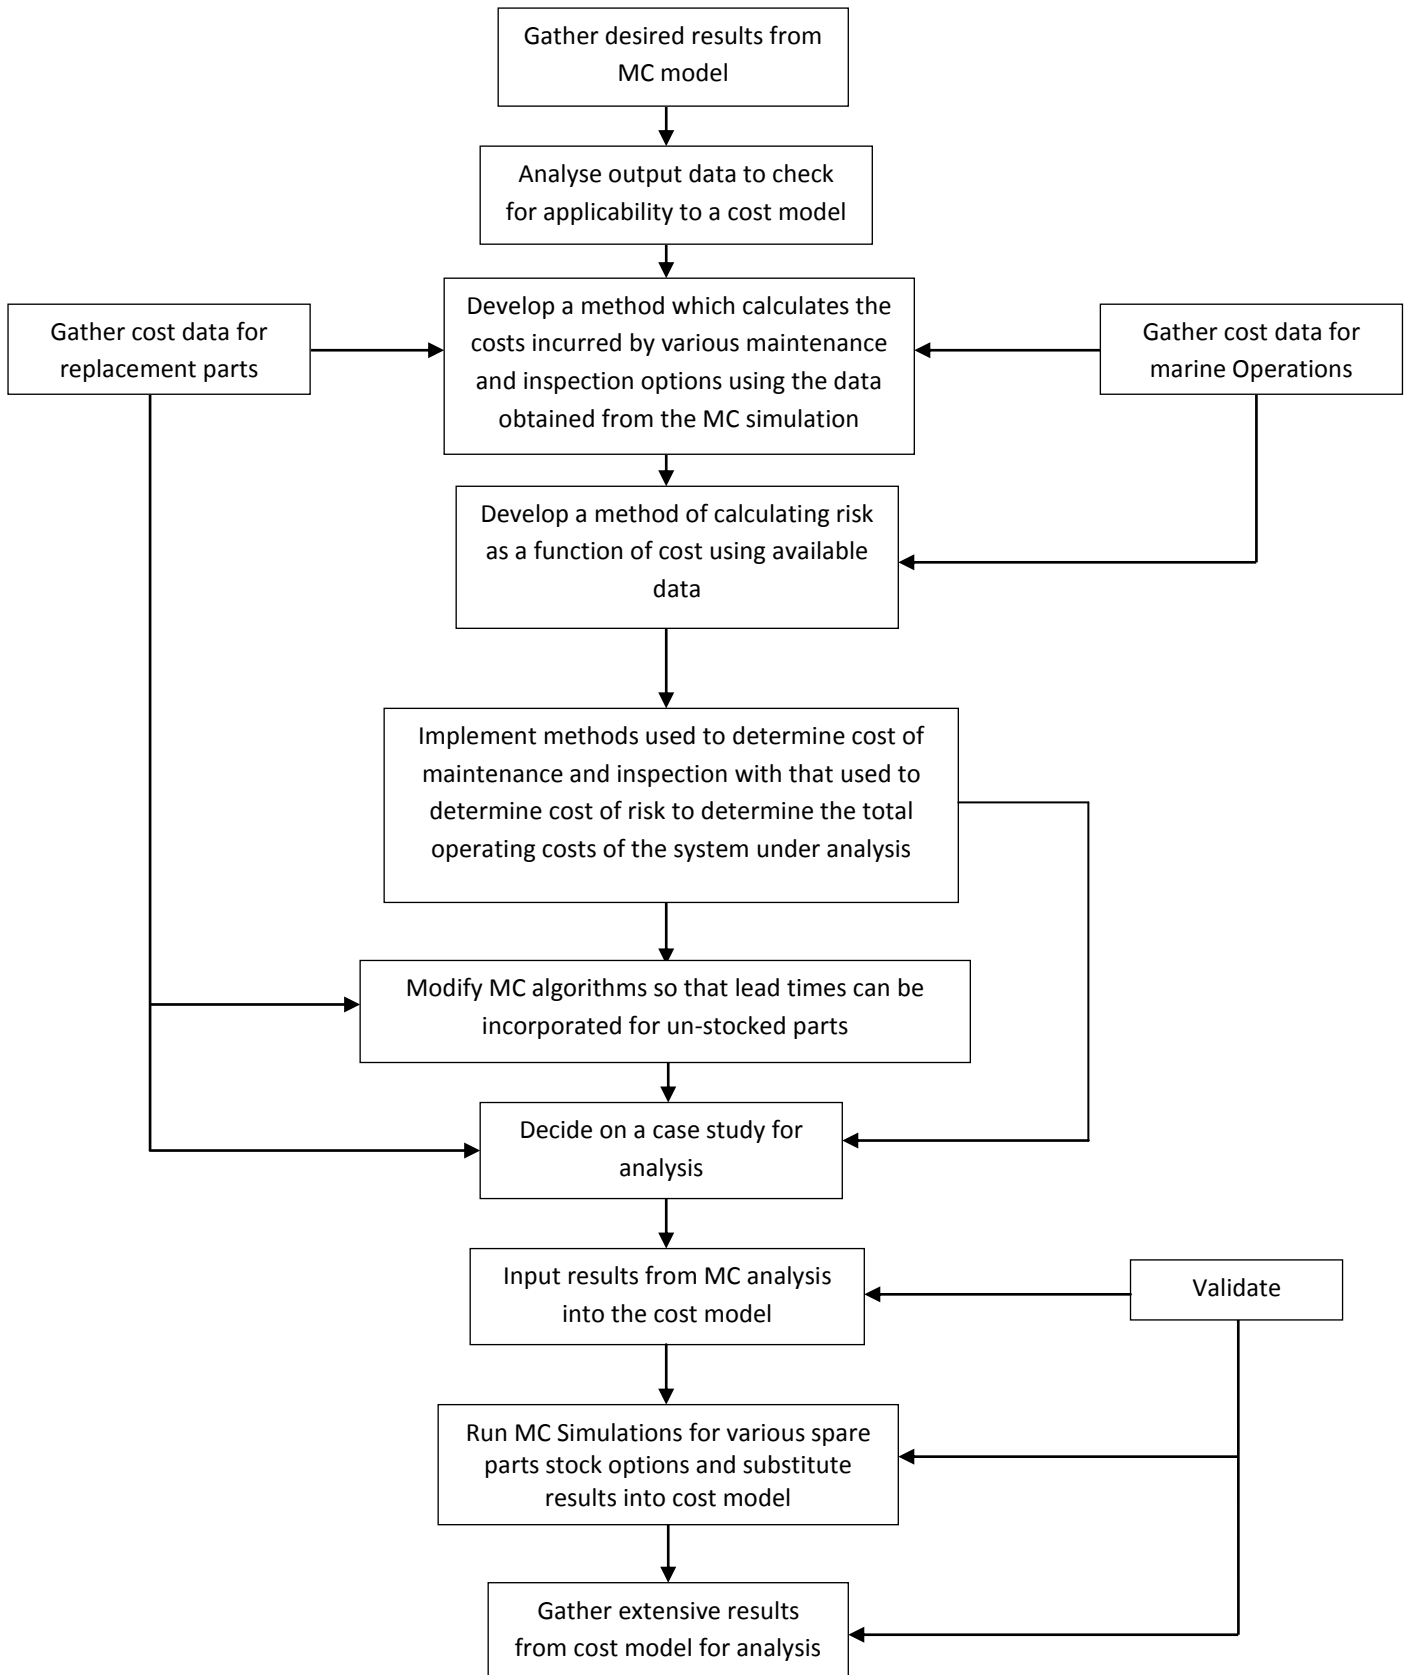 Gather desired results from
MC model
Analyse output data to check
for applicability to a cost model
Gather cost data for
replacement parts
Develop a method which calculates the
costs incurred by various maintenance
and inspection options using the data
obtained from the MC simulation
Gather cost data for
marine Operations
Develop a method of calculating risk
as a function of cost using available
data
Implement methods used to determine cost of
maintenance and inspection with that used to
determine cost of risk to determine the total
operating costs of the system under analysis
Modify MC algorithms so that lead times can be
incorporated for un-stocked parts
Decide on a case study for
analysis
Input results from MC analysis
into the cost model
Validate
Run MC Simulations for various spare
parts stock options and substitute
results into cost model
Gather extensive results
from cost model for analysis